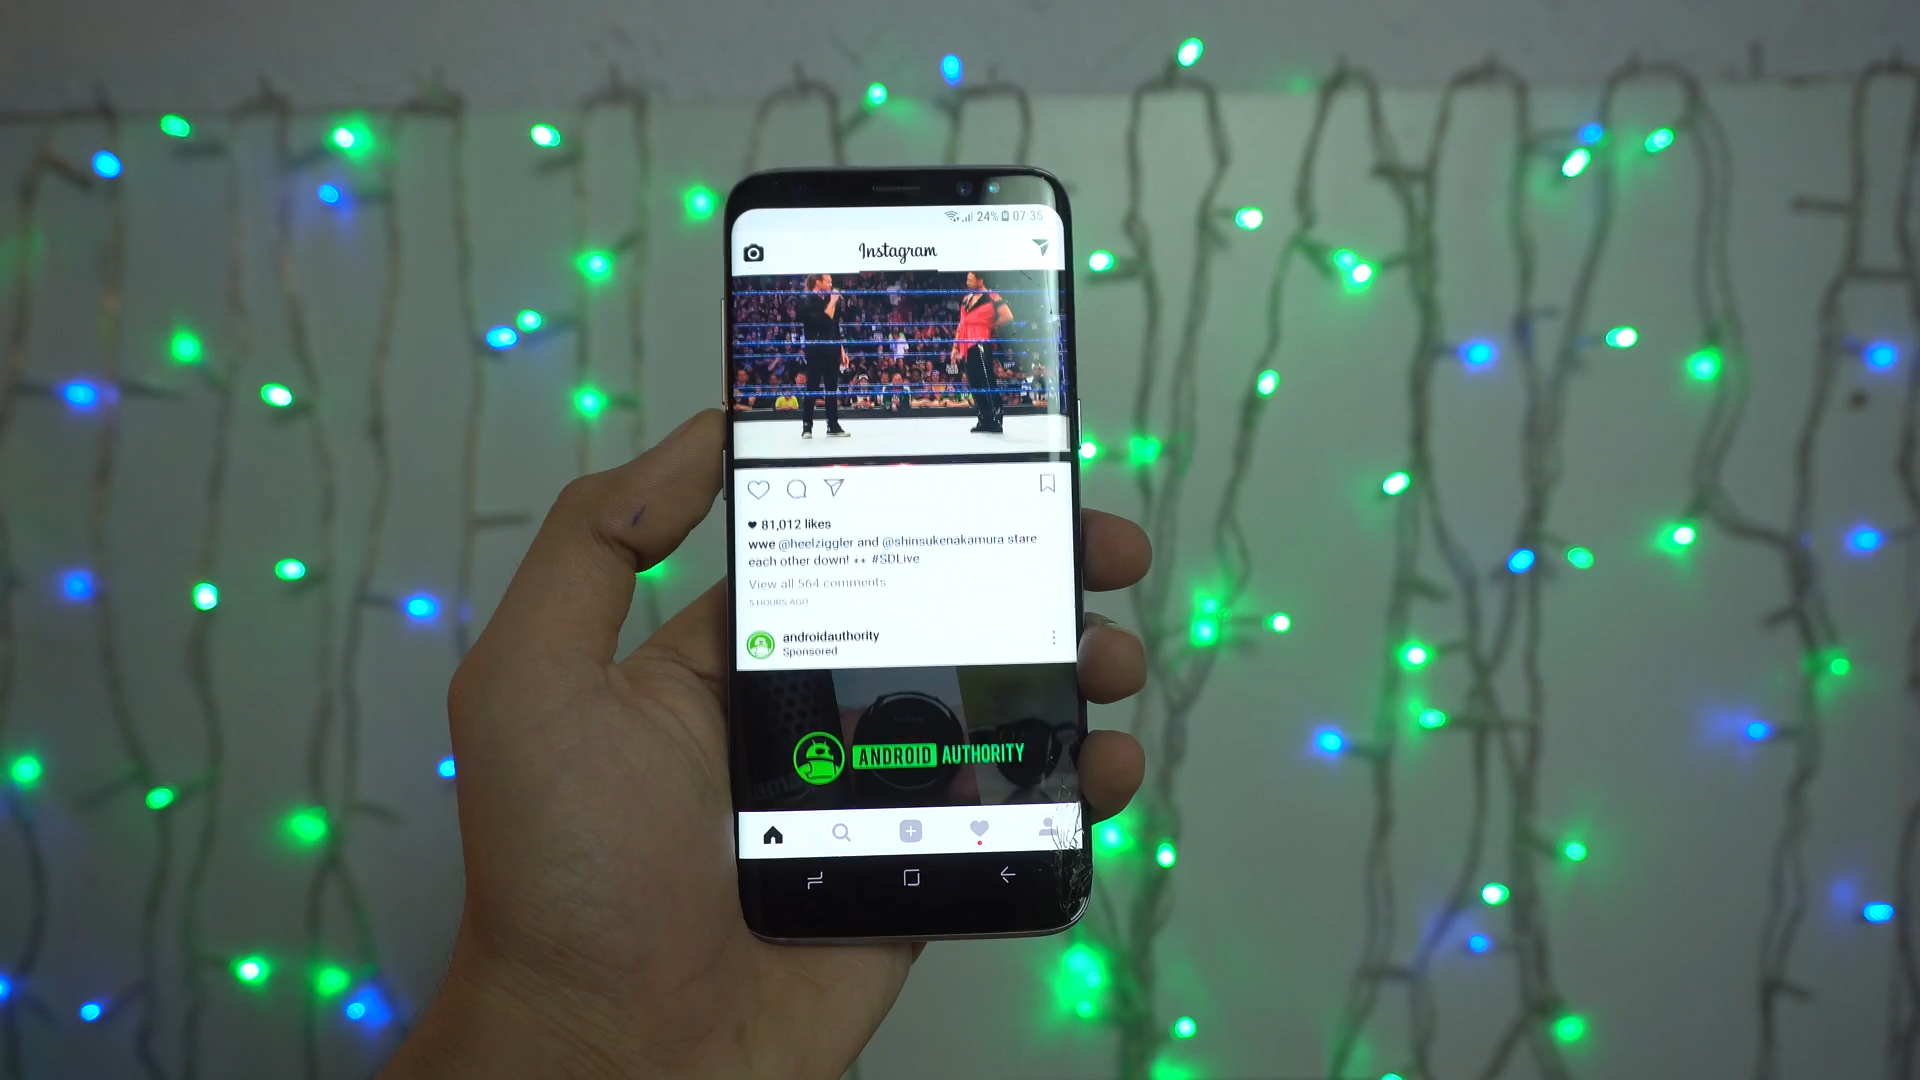 24% 07:35
Instagram
81,012 likes
wwe @heelziggler and @shinsukenakamura stare
each other down! 👀 #SDLive
View all 564 comments
5 HOURS AGO
androidauthority
Sponsored
ANDROID AUTHORITY